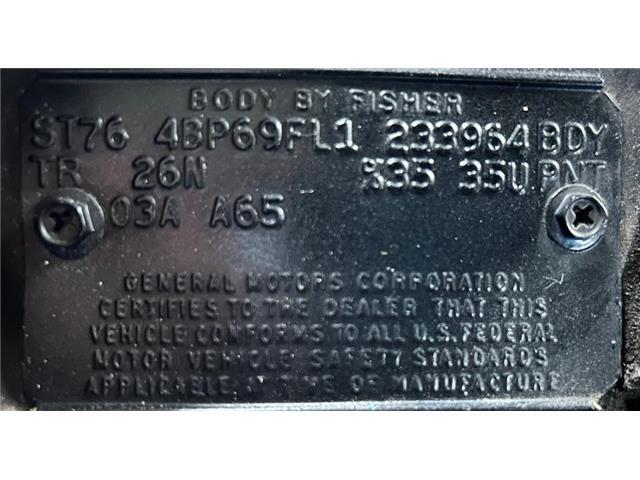 BODY BY FISHER
ST76 4BP69FL1 233964 BDY
TR 26N %35 35U PNT
03A A65
GENERAL MOTORS CORPORATION
CERTIFIES TO THE DEALER THAT THIS
VEHICLE CONFORMS TO ALL U.S. FEDERAL
MOTOR VEHICLE SAFETY STANDARDS
APPLICABLE AT TIME OF MANUFACTURE